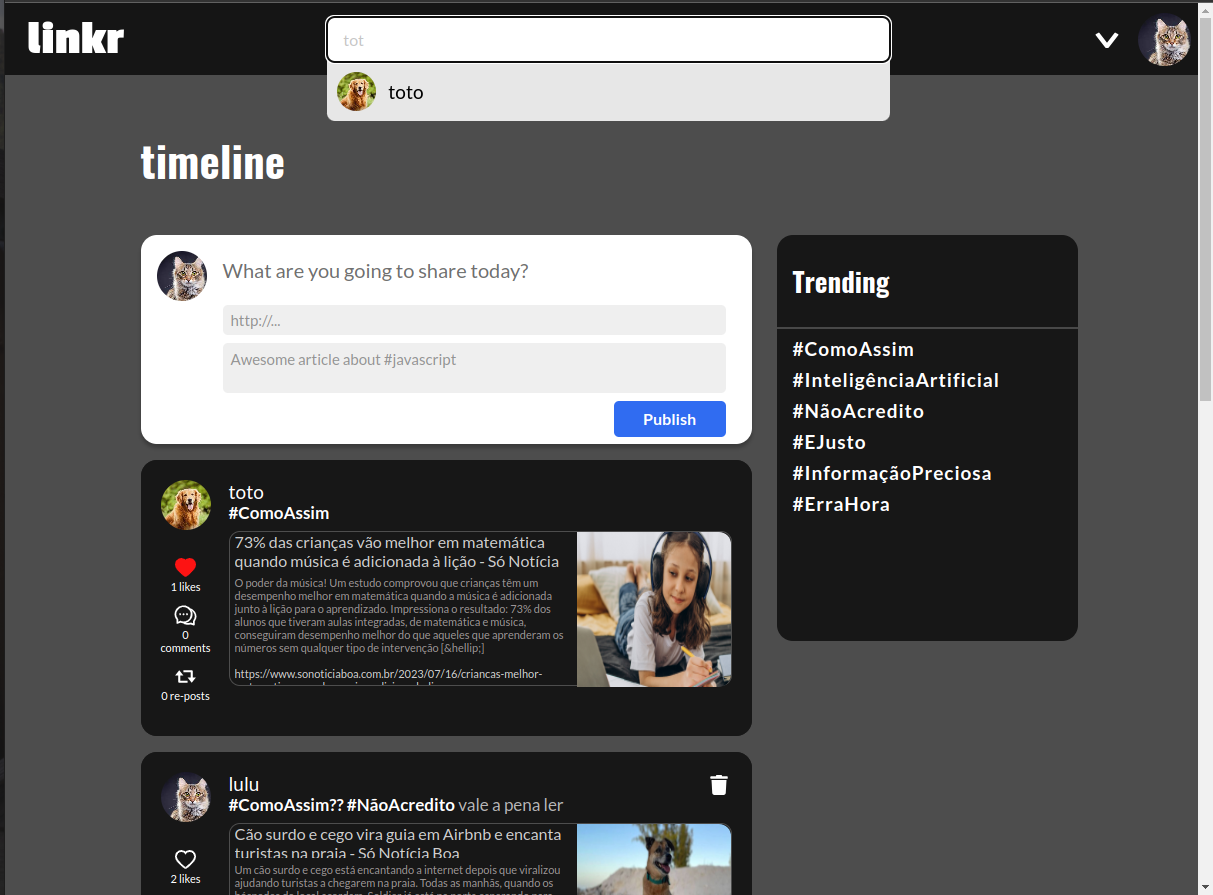 linkr
tot
toto
timeline
What are you going to share today?
http://...
Awesome article about #javascript
Publish
Trending
#ComoAssim
#InteligênciaArtificial
#NãoAcredito
#EJusto
#InformaçãoPreciosa
#ErraHora
toto
#ComoAssim
73% das crianças vão melhor em matemática
quando música é adicionada à lição - Só Notícia
O poder da música! Um estudo comprovou que crianças têm um
desempenho melhor em matemática quando a música é adicionada
junto à lição para o aprendizado. Impressiona o resultado: 73% dos
alunos que tiveram aulas integradas, de matemática e música,
conseguiram desempenho melhor do que aqueles que aprenderam os
números sem qualquer tipo de intervenção [&hellip;]
https://www.sonoticiaboa.com.br/2023/07/16/criancas-melhor-
1 likes
0
comments
0 re-posts
lulu
#ComoAssim?? #NãoAcredito vale a pena ler
Cão surdo e cego vira guia em Airbnb e encanta
turistas na praia - Só Notícia Boa
Um cão surdo e cego está encantando a internet depois que viralizou
ajudando turistas a chegarem na praia. Todas as manhãs, quando os
2 likes